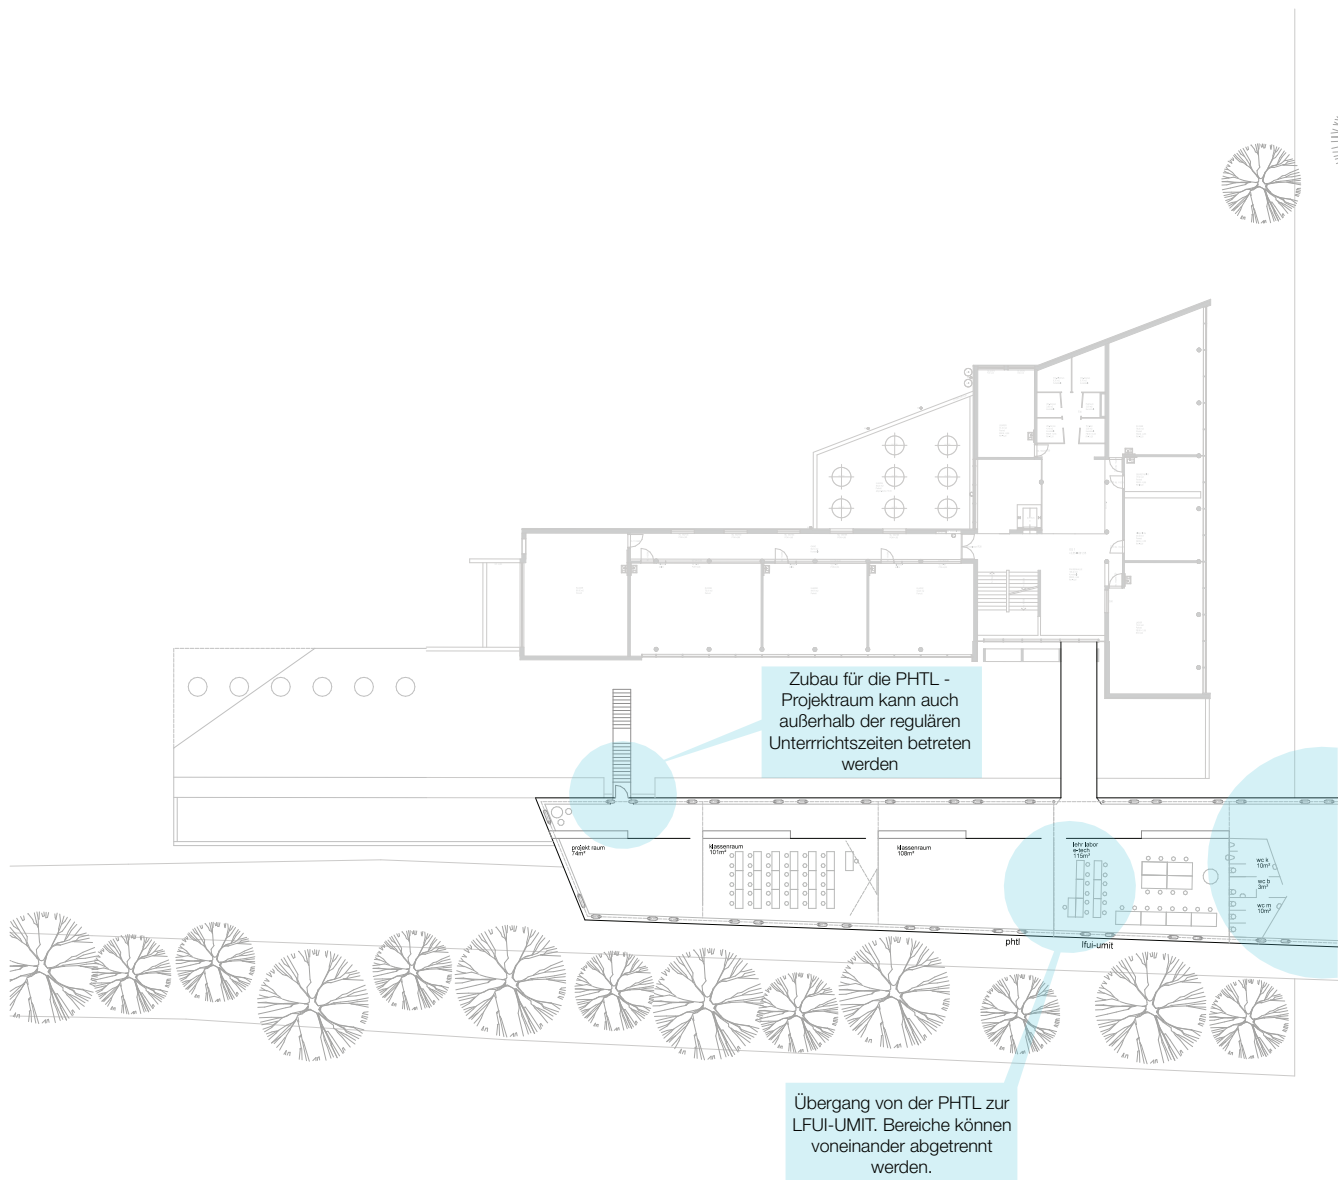 Zubau für die PHTL -
Projektraum kann auch
außerhalb der regulären
Unterrrichtszeiten betreten
werden
projekt raum
74m²
klassenraum
101m²
klassenraum
108m²
lehr labor
e-tech
115m²
wc k
10m²
wc b
3m²
wc m
10m²
phtl
lfui-umit
Übergang von der PHTL zur
LFUI-UMIT. Bereiche können
voneinander abgetrennt
werden.